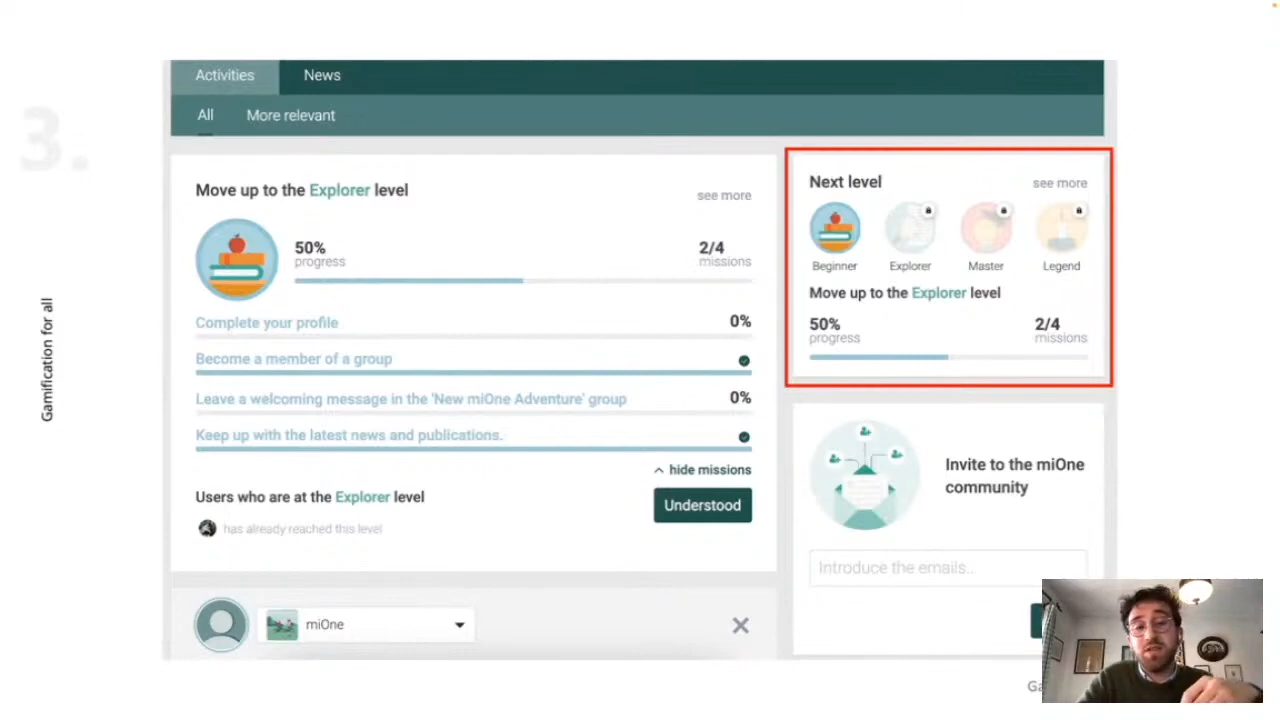 Activities
News
All
More relevant
3.
Gamification for all
Move up to the Explorer level
see more
50%
progress
2/4
missions
Complete your profile
0%
Become a member of a group
Leave a welcoming message in the 'New miOne Adventure' group
0%
Keep up with the latest news and publications.
hide missions
Users who are at the Explorer level
Understood
has already reached this level
miOne
Next level
see more
Beginner
Explorer
Master
Legend
Move up to the Explorer level
50%
progress
2/4
missions
Invite to the miOne
community
Introduce the emails..